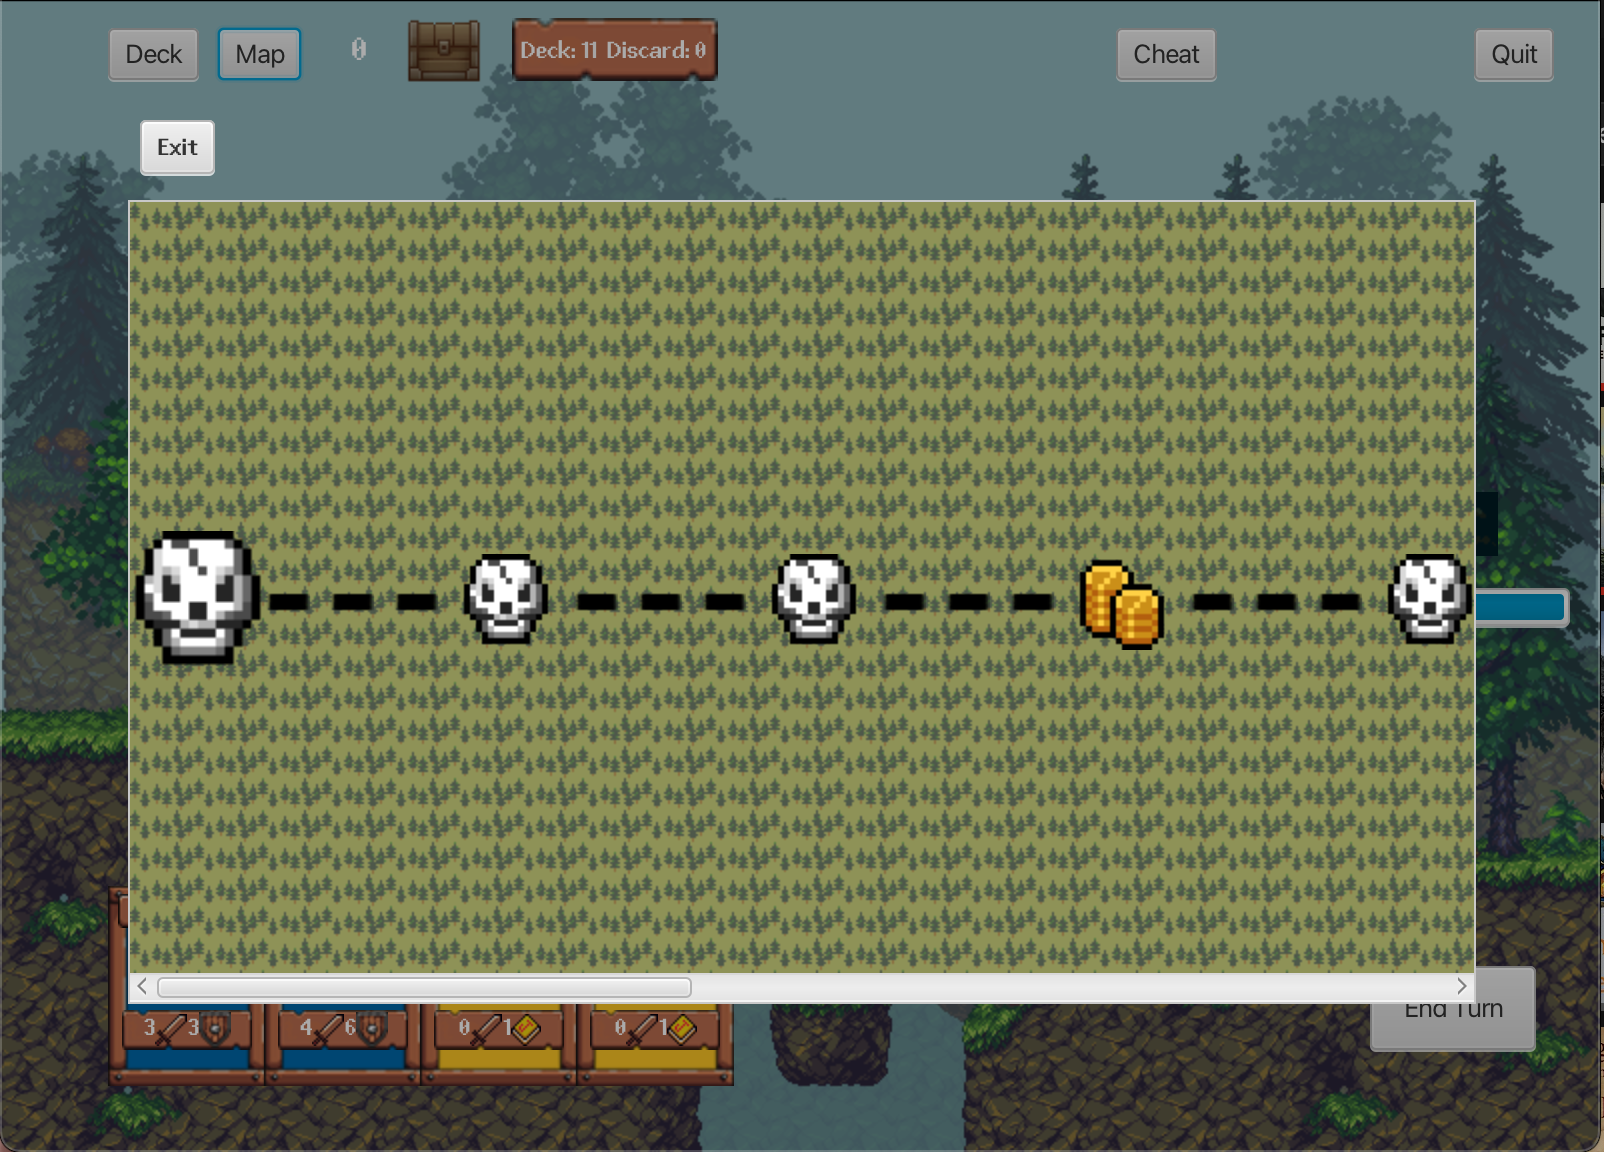 Deck
Map
0
Deck: 11 Discard: 0
Cheat
Quit
Exit
3 3
4 6
0 1
0 1
End Turn